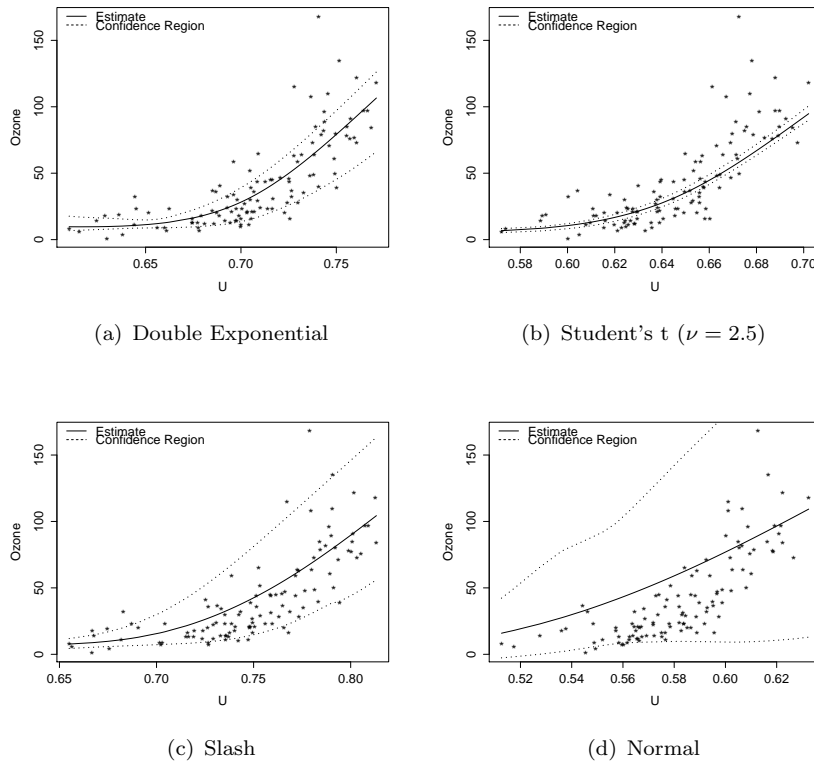 Estimate
Confidence Region
Ozone
0
50
100
150
0.65
0.70
0.75
U
(a) Double Exponential
Estimate
Confidence Region
Ozone
0
50
100
150
0.58
0.60
0.62
0.64
0.66
0.68
0.70
U
(b) Student's t (ν = 2.5)
Estimate
Confidence Region
Ozone
0
50
100
150
0.65
0.70
0.75
0.80
U
(c) Slash
Estimate
Confidence Region
Ozone
0
50
100
150
0.52
0.54
0.56
0.58
0.60
0.62
U
(d) Normal